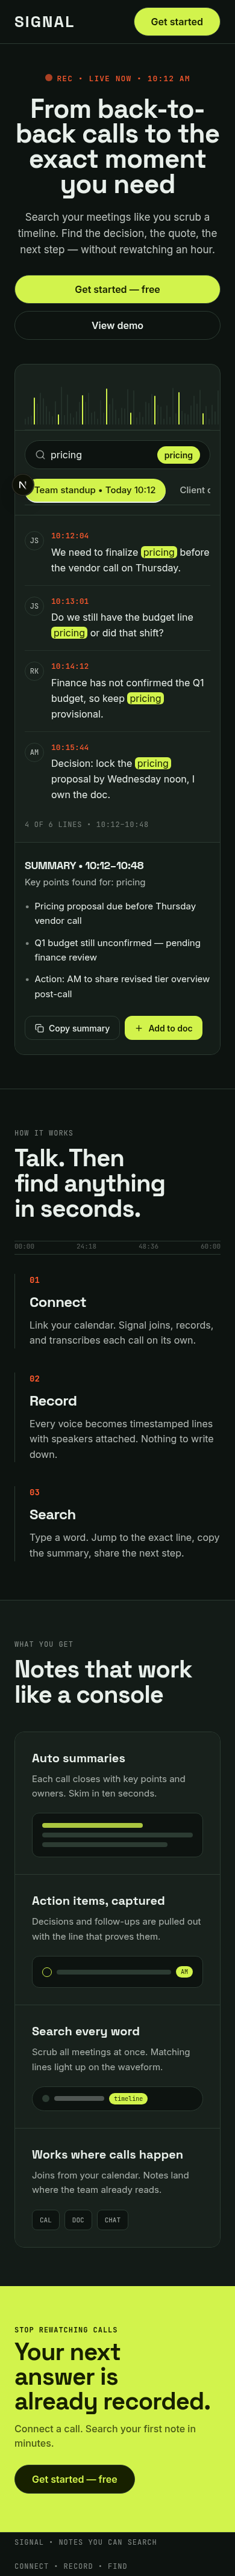 SIGNAL
Get started
REC • LIVE NOW • 10:12 AM
From back-to-
back calls to the
exact moment
you need
Search your meetings like you scrub a
timeline. Find the decision, the quote, the
next step — without rewatching an hour.
Get started — free
View demo
pricing
pricing
N
Team standup • Today 10:12
Client
JS
10:12:04
We need to finalize pricing before
the vendor call on Thursday.
JS
10:13:01
Do we still have the budget line
pricing or did that shift?
RK
10:14:12
Finance has not confirmed the Q1
budget, so keep pricing
provisional.
AM
10:15:44
Decision: lock the pricing
proposal by Wednesday noon, I
own the doc.
4 OF 6 LINES • 10:12–10:48
SUMMARY • 10:12–10:48
Key points found for: pricing
• Pricing proposal due before Thursday
vendor call
• Q1 budget still unconfirmed — pending
finance review
• Action: AM to share revised tier overview
post-call
Copy summary
+ Add to doc
HOW IT WORKS
Talk. Then
find anything
in seconds.
00:00 24:18 48:36 60:00
01
Connect
Link your calendar. Signal joins, records,
and transcribes each call on its own.
02
Record
Every voice becomes timestamped lines
with speakers attached. Nothing to write
down.
03
Search
Type a word. Jump to the exact line, copy
the summary, share the next step.
WHAT YOU GET
Notes that work
like a console
Auto summaries
Each call closes with key points and
owners. Skim in ten seconds.
Action items, captured
Decisions and follow-ups are pulled out
with the line that proves them.
AM
Search every word
Scrub all meetings at once. Matching
lines light up on the waveform.
timeline
Works where calls happen
Joins from your calendar. Notes land
where the team already reads.
CAL DOC CHAT
STOP REWATCHING CALLS
Your next
answer is
already recorded.
Connect a call. Search your first note in
minutes.
Get started — free
SIGNAL • NOTES YOU CAN SEARCH
CONNECT • RECORD • FIND